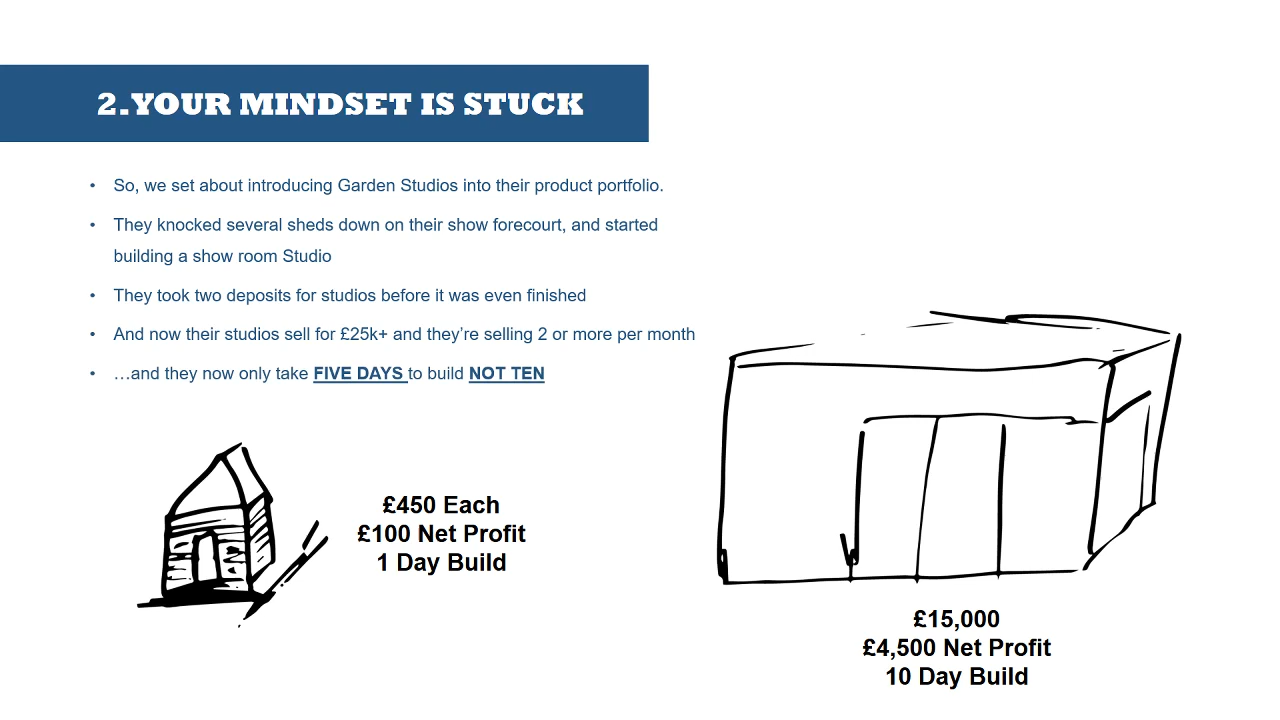 2.YOUR MINDSET IS STUCK
• So, we set about introducing Garden Studios into their product portfolio.
• They knocked several sheds down on their show forecourt, and started
building a show room Studio
• They took two deposits for studios before it was even finished
• And now their studios sell for £25k+ and they’re selling 2 or more per month
• …and they now only take FIVE DAYS to build NOT TEN
£450 Each
£100 Net Profit
1 Day Build
£15,000
£4,500 Net Profit
10 Day Build